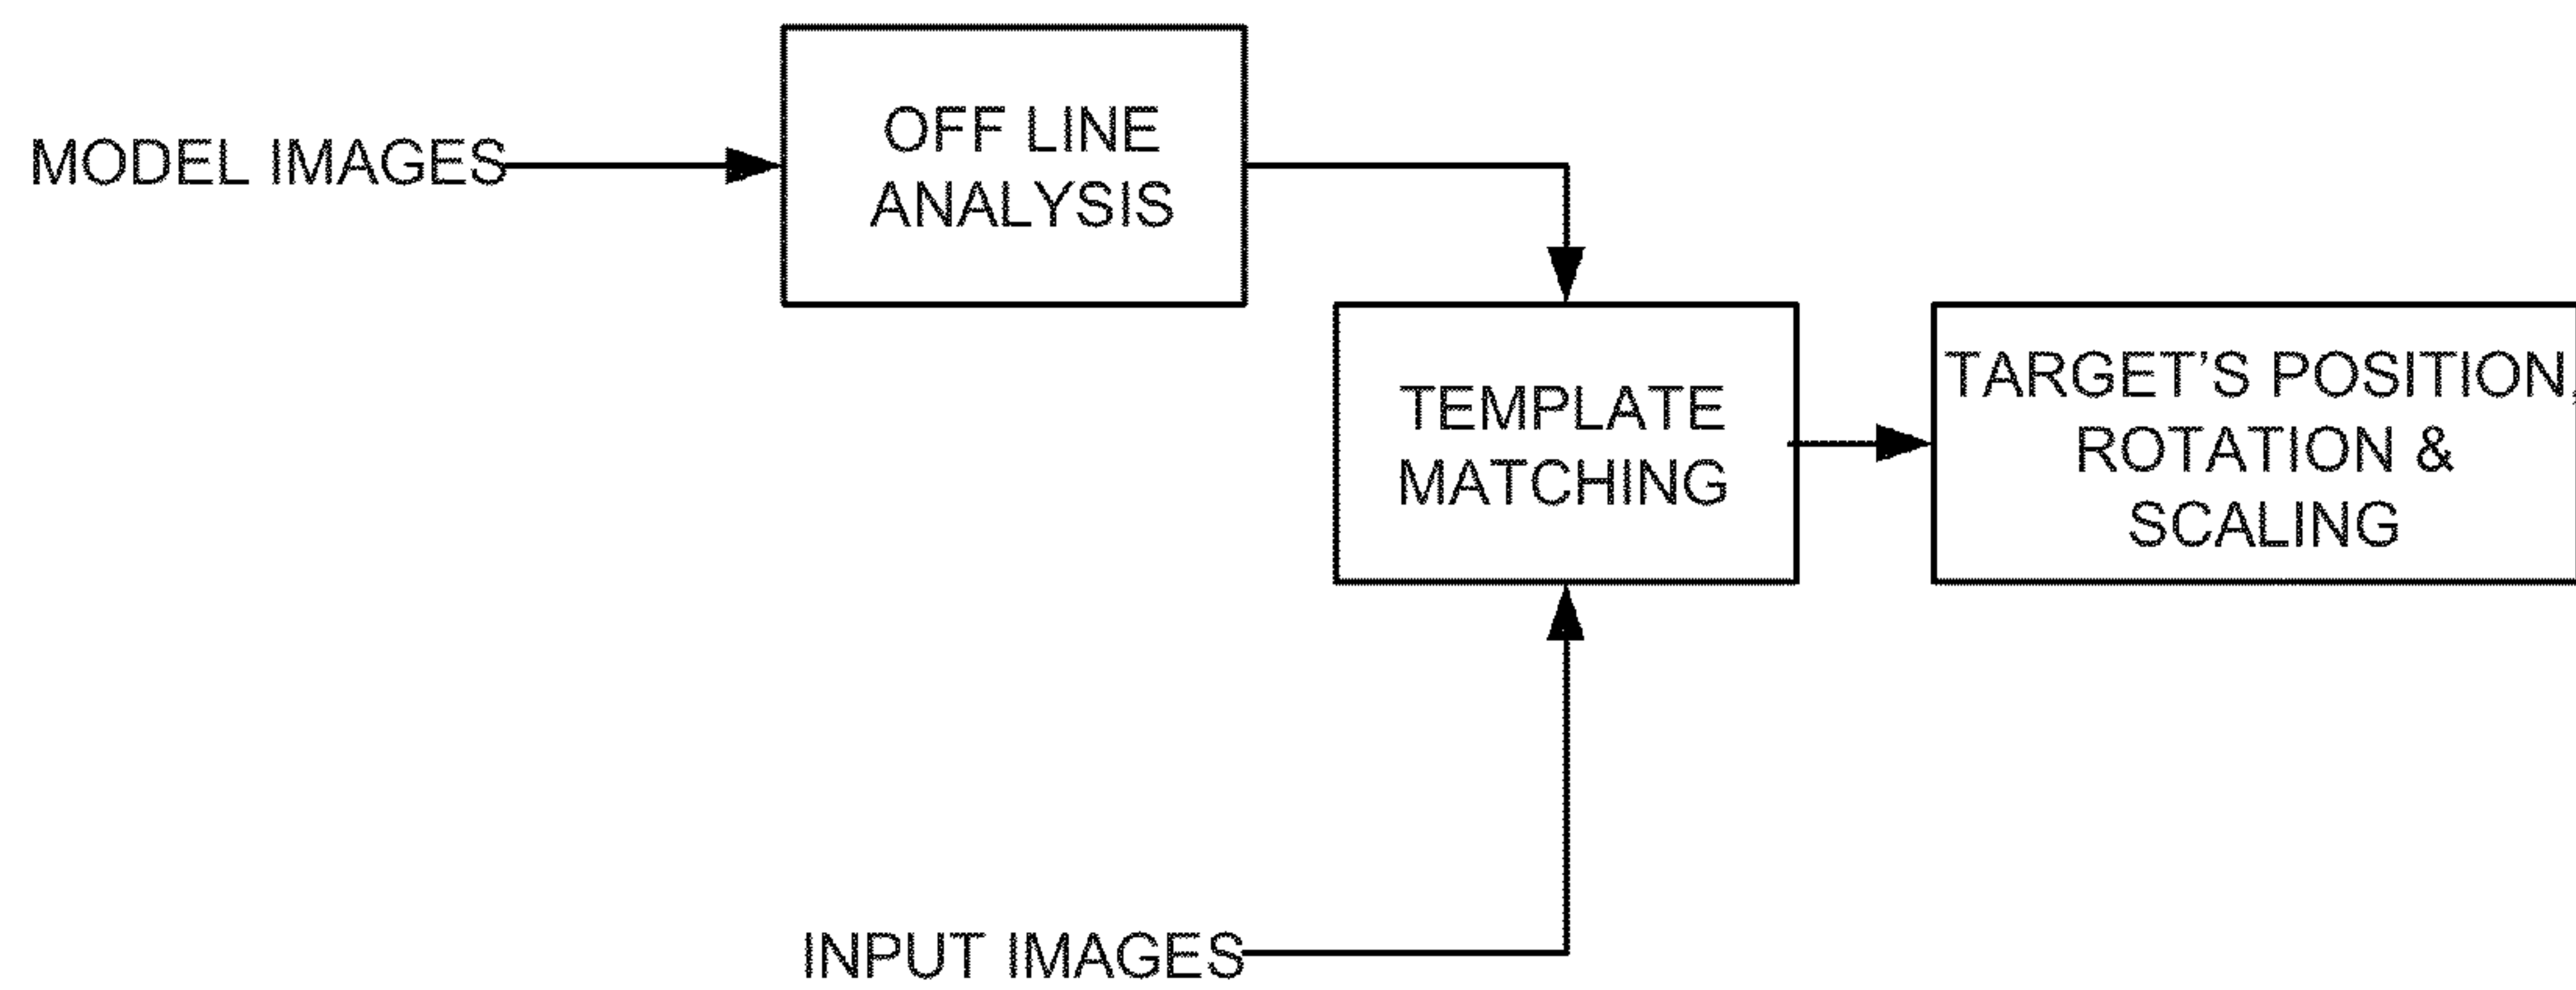 MODEL IMAGES
OFF LINE
ANALYSIS
TEMPLATE
MATCHING
TARGET’S POSITION,
ROTATION &
SCALING
INPUT IMAGES